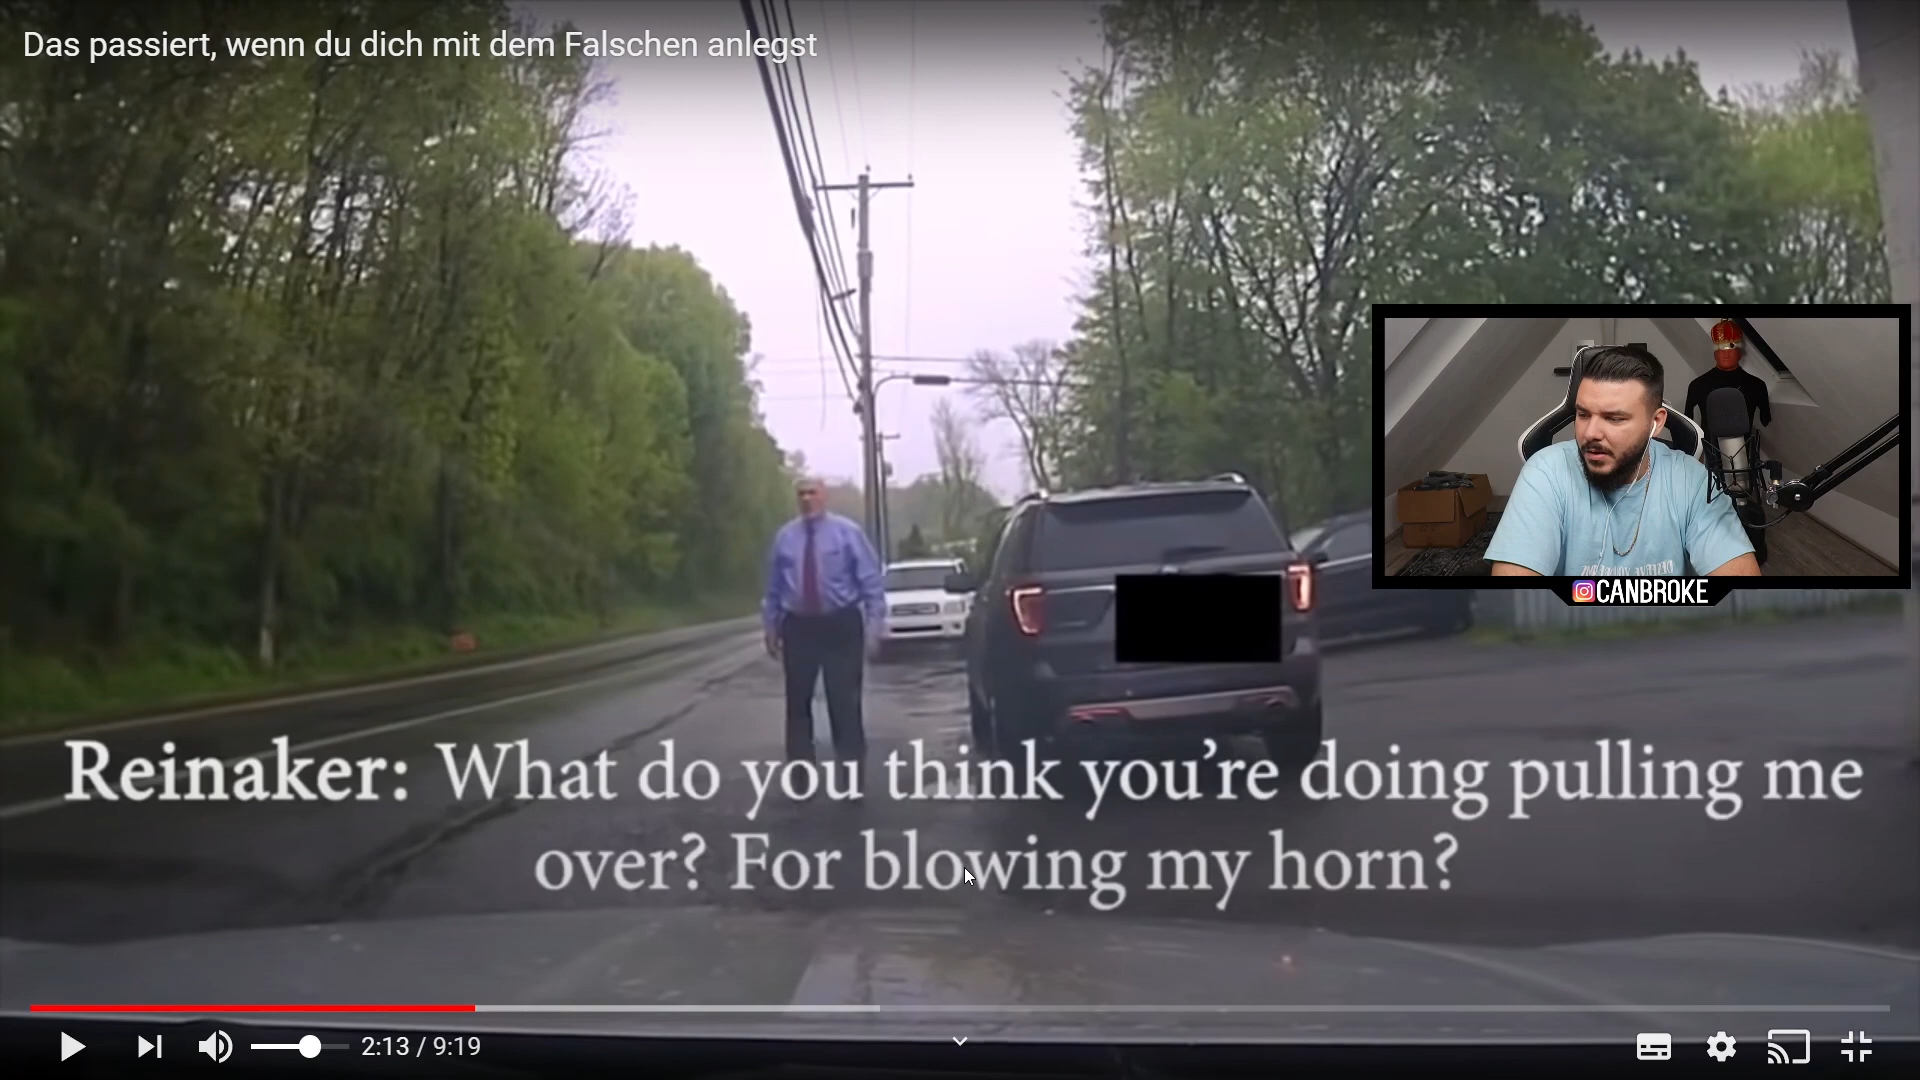 Das passiert, wenn du dich mit dem Falschen anlegst
CANBROKE
Reinaker: What do you think you're doing pulling me
over? For blowing my horn?
2:13 / 9:19